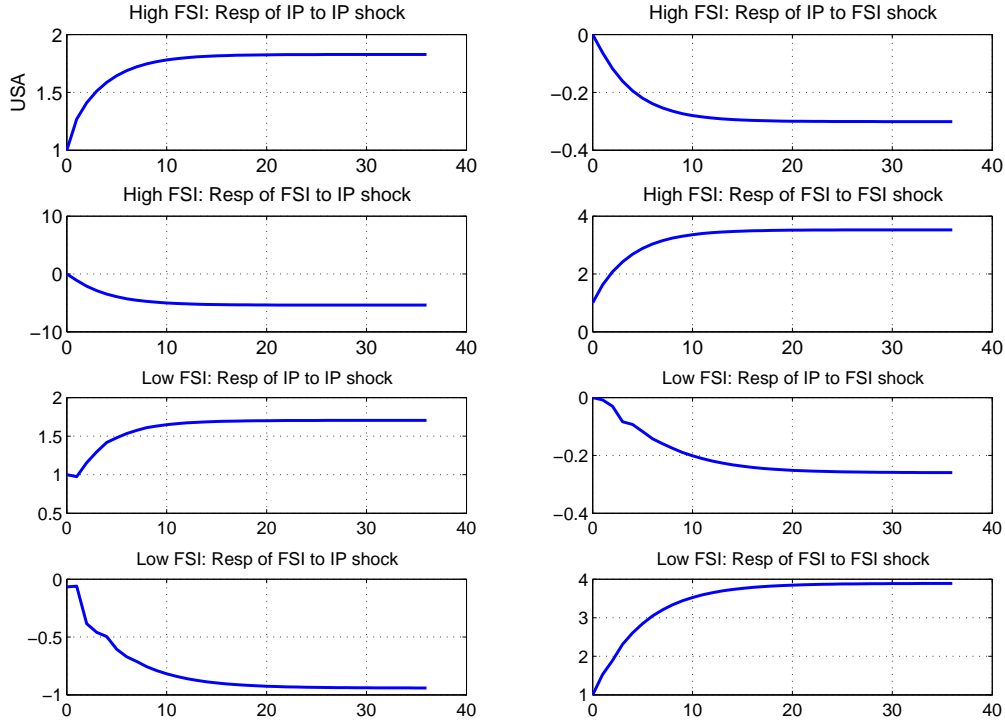 High FSI: Resp of IP to IP shock
2
1.5
1
USA
0 10 20 30 40
High FSI: Resp of IP to FSI shock
0
−0.2
−0.4
0 10 20 30 40
High FSI: Resp of FSI to IP shock
10
0
−10
0 10 20 30 40
High FSI: Resp of FSI to FSI shock
4
2
0
0 10 20 30 40
Low FSI: Resp of IP to IP shock
2
1.5
1
0.5
0 10 20 30 40
Low FSI: Resp of IP to FSI shock
0
−0.2
−0.4
0 10 20 30 40
Low FSI: Resp of FSI to IP shock
0
−0.5
−1
0 10 20 30 40
Low FSI: Resp of FSI to FSI shock
4
3
2
1
0 10 20 30 40